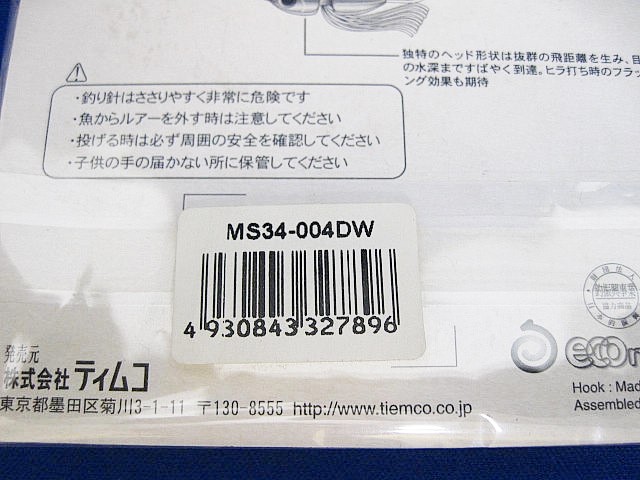 独特のヘッド形状は抜群の飛距離を生み、目
の水深まですばやく到達。ヒラ打ち時のフラッ
ング効果も期待
・釣り針はささりやすく非常に危険です
・魚からルアーを外す時は注意してください
・投げる時は必ず周囲の安全を確認してください
・子供の手の届かない所に保管してください
MS34-004DW
4 930843 327896
発売元
株式会社 ティムコ
東京都墨田区菊川3-1-11 〒130-8555 http://www.tiemco.co.jp
Hook : Mad
Assembled